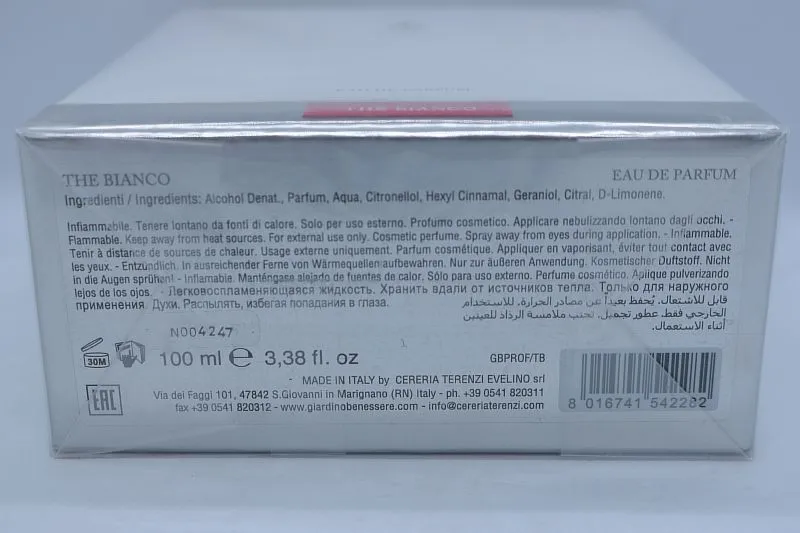 EAU DE PARFUM
THE BIANCO
THE BIANCO
EAU DE PARFUM
Ingredienti / Ingredients: Alcohol Denat., Parfum, Aqua, Citronellol, Hexyl Cinnamal, Geraniol, Citral, D-Limonene.
Infiammabile. Tenere lontano da fonti di calore. Solo per uso esterno. Profumo cosmetico. Applicare nebulizzando lontano dagli occhi. -
Flammable. Keep away from heat sources. For external use only. Cosmetic perfume. Spray away from eyes during application. - Inflammable.
Tenir à distance de sources de chaleur. Usage externe uniquement. Parfum cosmétique. Appliquer en vaporisant, éviter tout contact avec
les yeux. - Entzündlich. In ausreichender Ferne von Wärmequellen aufbewahren. Nur zur äußeren Anwendung. Kosmetischer Duftstoff. Nicht
in die Augen sprühen! - Inflamable. Manténgase alejado de fuentes de calor. Sólo para uso externo. Perfume cosmético. Aplique pulverizando
lejos de los ojos. - Легковоспламеняющаяся жидкость. Хранить вдали от источников тепла. Только для наружного
применения. Духи. Распылять, избегая попадания в глаза.
قابل للاشتعال. يُحفظ بعيداً عن مصادر الحرارة. للاستخدام
الخارجي فقط. عطور تجميل. تجنب ملامسة الرذاذ للعينين
أثناء الاستعمال.
N004247
30M
100 ml e 3,38 fl. oz
GBPROF/TB
- MADE IN ITALY by CERERIA TERENZI EVELINO srl
Via dei Faggi 101, 47842 S.Giovanni in Marignano (RN) Italy - ph. +39 0541 820311
fax +39 0541 820312 - www.giardinobenessere.com - info@cereriaterenzi.com
EAC
8 016741 542282